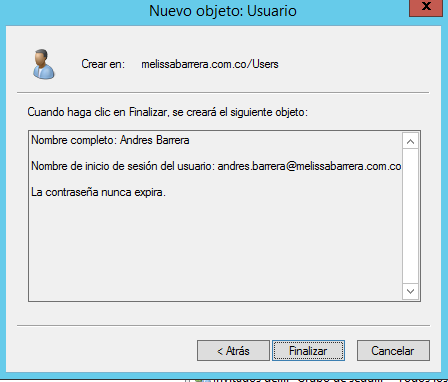 Nuevo objeto: Usuario
x
Crear en: melissabarrera.com.co/Users
Cuando haga clic en Finalizar, se creará el siguiente objeto:
Nombre completo: Andres Barrera
Nombre de inicio de sesión del usuario: andres.barrera@melissabarrera.com.co
La contraseña nunca expira.
< Atrás Finalizar Cancelar